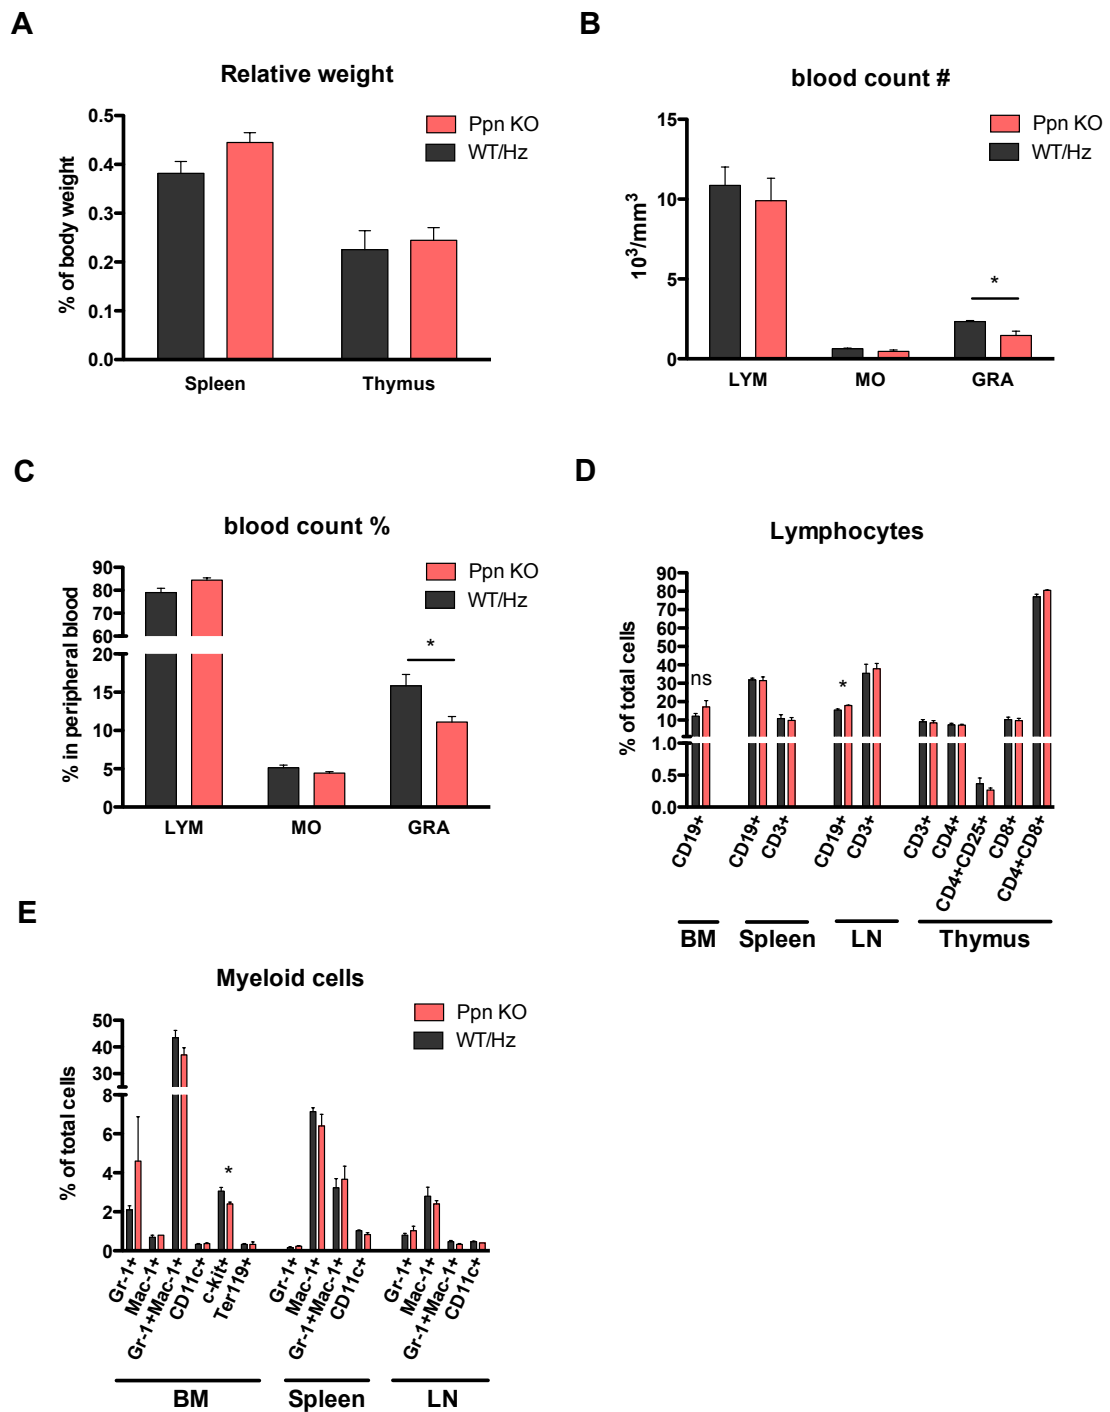 A
Relative weight
Ppn KO
WT/Hz
% of body weight
0.5
0.4
0.3
0.2
0.1
0.0
Spleen Thymus
B
blood count #
Ppn KO
WT/Hz
10³/mm³
15
10
5
0
*
LYM MO GRA
C
blood count %
Ppn KO
WT/Hz
% in peripheral blood
90
80
70
60
20
15
10
5
0
*
LYM MO GRA
D
Lymphocytes
% of total cells
90
80
70
60
50
40
30
20
10
1.0
0.5
0.0
ns
*
CD19+ CD19+ CD3+ CD19+ CD3+ CD3+ CD4+ CD4+CD25+ CD8+ CD4+CD8+
BM Spleen LN Thymus
E
Myeloid cells
Ppn KO
WT/Hz
% of total cells
50
40
30
8
6
4
2
0
*
Gr-1+ Mac-1+ Gr-1+Mac-1+ CD11c+ c-kit+ Ter119+ Gr-1+ Mac-1+ Gr-1+Mac-1+ CD11c+ Gr-1+ Mac-1+ Gr-1+Mac-1+ CD11c+
BM Spleen LN